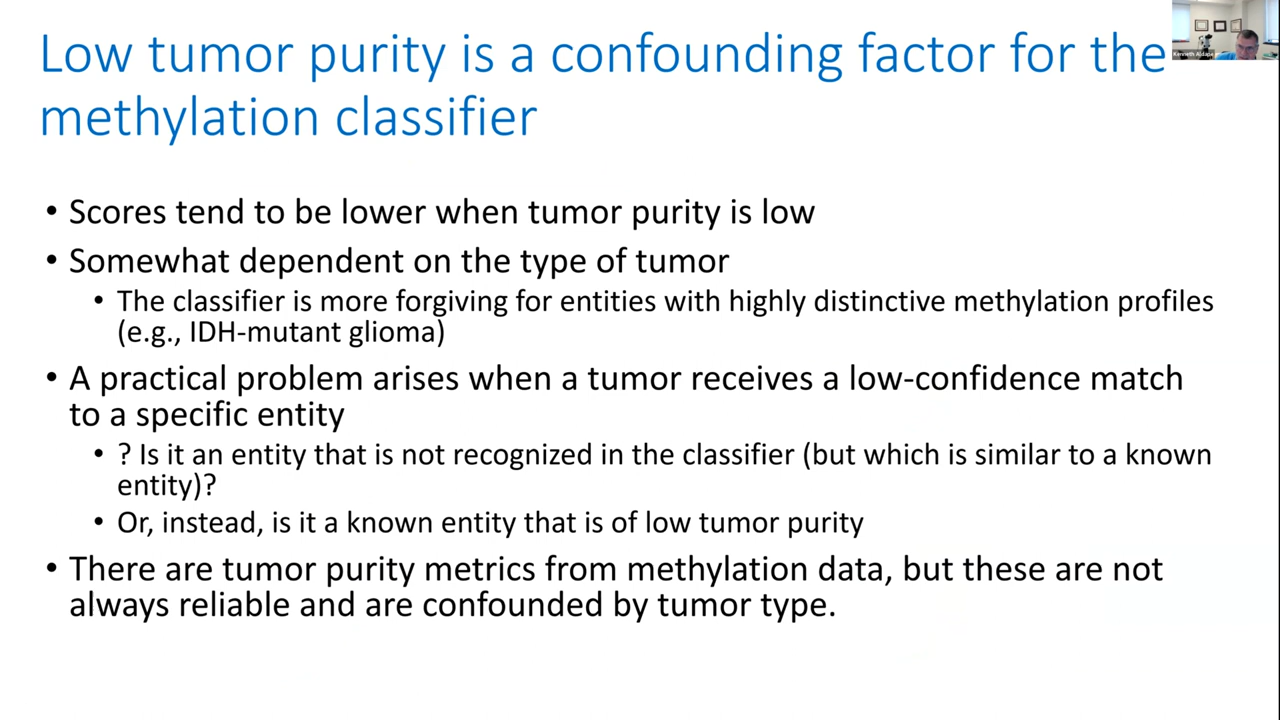 Low tumor purity is a confounding factor for the
methylation classifier
• Scores tend to be lower when tumor purity is low
• Somewhat dependent on the type of tumor
• The classifier is more forgiving for entities with highly distinctive methylation profiles
(e.g., IDH-mutant glioma)
• A practical problem arises when a tumor receives a low-confidence match
to a specific entity
• ? Is it an entity that is not recognized in the classifier (but which is similar to a known
entity)?
• Or, instead, is it a known entity that is of low tumor purity
• There are tumor purity metrics from methylation data, but these are not
always reliable and are confounded by tumor type.
Kenneth Aldape